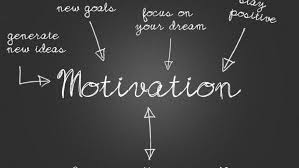 new goals
focus on
your dream
stay
positive
generate
new ideas
Motivation